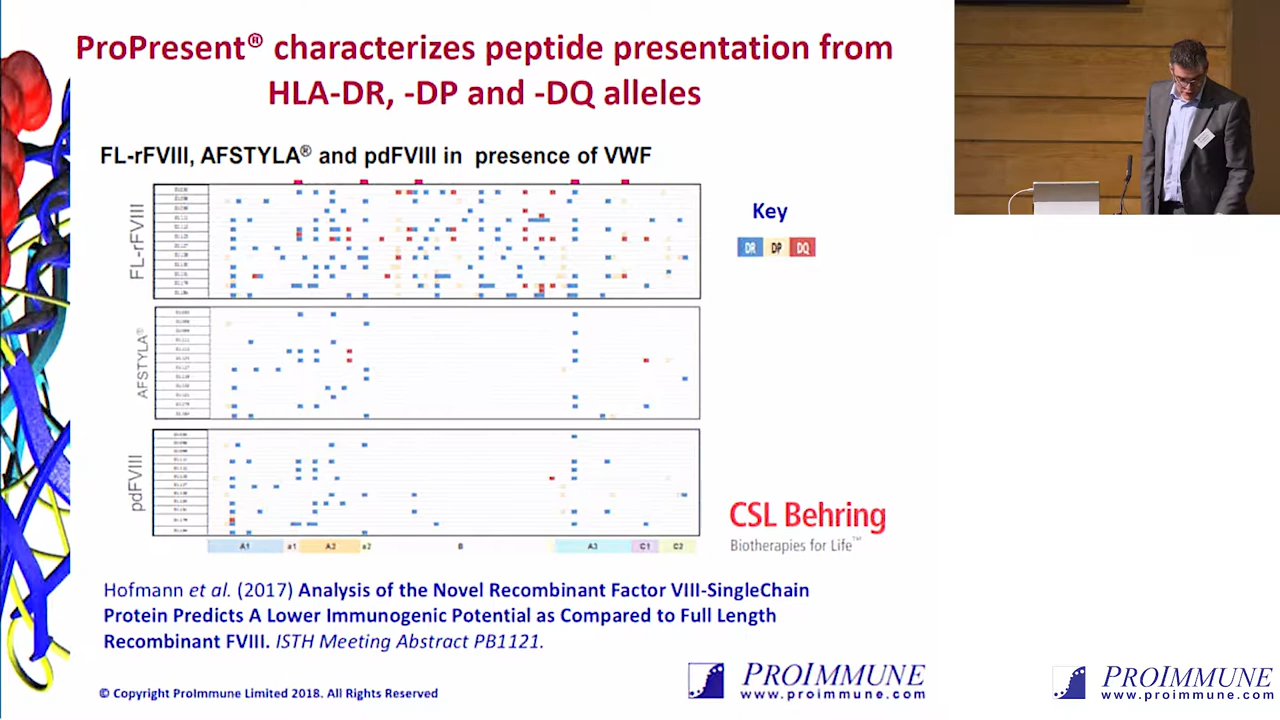 ProPresent® characterizes peptide presentation from
HLA-DR, -DP and -DQ alleles
FL-rFVIII, AFSTYLA® and pdFVIII in presence of VWF
FL-rFVIII
Key
DR DP DQ
AFSTYLA®
pdFVIII
A1 a1 A2 a2 B A3 C1 C2
CSL Behring
Biotherapies for Life™
Hofmann et al. (2017) Analysis of the Novel Recombinant Factor VIII-SingleChain
Protein Predicts A Lower Immunogenic Potential as Compared to Full Length
Recombinant FVIII. ISTH Meeting Abstract PB1121.
© Copyright ProImmune Limited 2018. All Rights Reserved
PROIMMUNE
www.proimmune.com
PROIMMUNE
www.proimmune.com